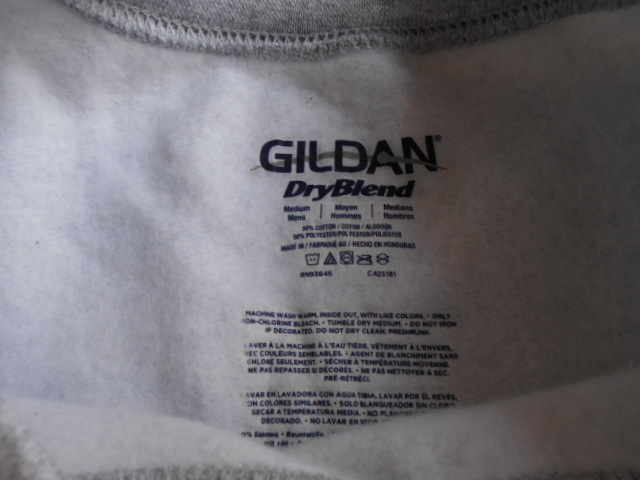 GILDAN®
DryBlend
Medium | Moyen | Mediano
Mens | Hommes | Hombres
50% COTTON / COTON / ALGODÓN
50% POLYESTER/POLYESTER/POLIÉSTER
MADE IN / FABRIQUÉ AU / HECHO EN HONDURAS
RN93846 CA25181
MACHINE WASH WARM, INSIDE OUT, WITH LIKE COLORS. • ONLY
NON-CHLORINE BLEACH. • TUMBLE DRY MEDIUM. • DO NOT IRON
IF DECORATED. DO NOT DRY CLEAN. PRESHRUNK.
LAVER À LA MACHINE À L'EAU TIÈDE, VÊTEMENT À L'ENVERS,
AVEC COULEURS SEMBLABLES. • AGENT DE BLANCHIMENT SANS
CHLORE SEULEMENT. • SÉCHER À TEMPÉRATURE MOYENNE.
NE PAS REPASSER SI DÉCORÉS. • NE PAS NETTOYER À SEC.
PRÉ-RÉTRÉCI.
LAVAR EN LAVADORA CON AGUA TIBIA, LAVAR POR EL REVÉS,
CON COLORES SIMILARES. • SOLO BLANQUEADOR SIN CLORO
SECAR A TEMPERATURA MEDIA. • NO PLANCHE
DECORADO. • NO LAVAR EN SECO.
Бавовна • Baumwolle